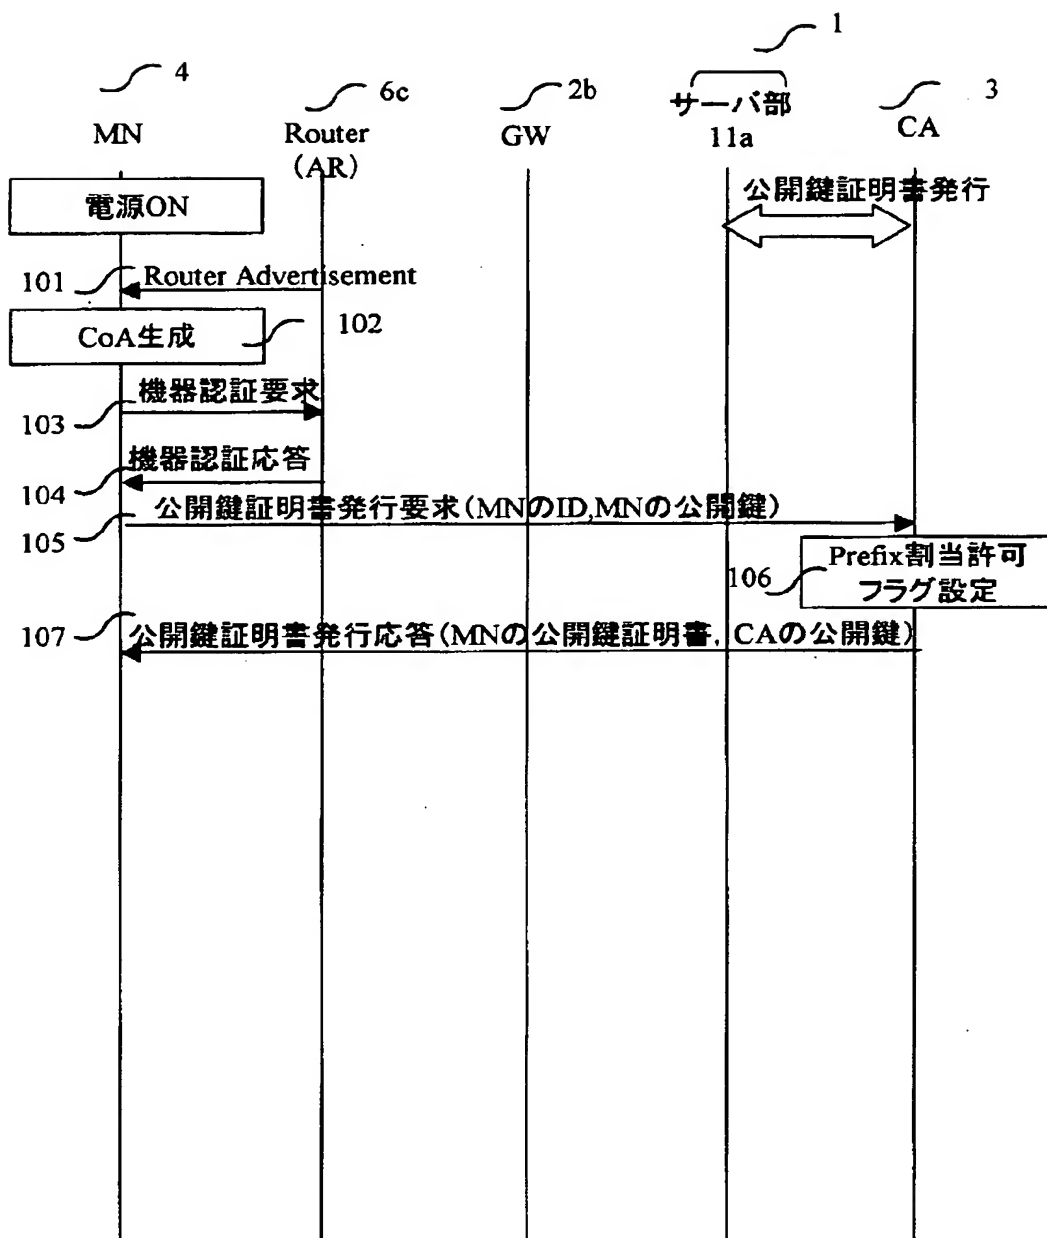 1
4
6c
2b
サーバ部
3
MN
Router
(AR)
GW
11a
CA
電源ON
公開鍵証明書発行
101
Router Advertisement
CoA生成
102
機器認証要求
103
機器認証応答
104
公開鍵証明書発行要求(MNのID,MNの公開鍵)
105
Prefix割当許可
フラグ設定
106
107
公開鍵証明書発行応答(MNの公開鍵証明書, CAの公開鍵)